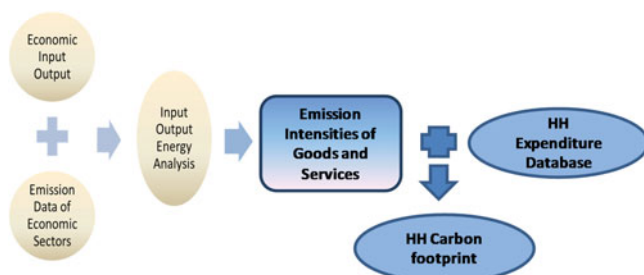 Economic
Input
Output
Emission
Data of
Economic
Sectors
Input
Output
Energy
Analysis
Emission
Intensities of
Goods and
Services
HH
Expenditure
Database
HH Carbon
footprint